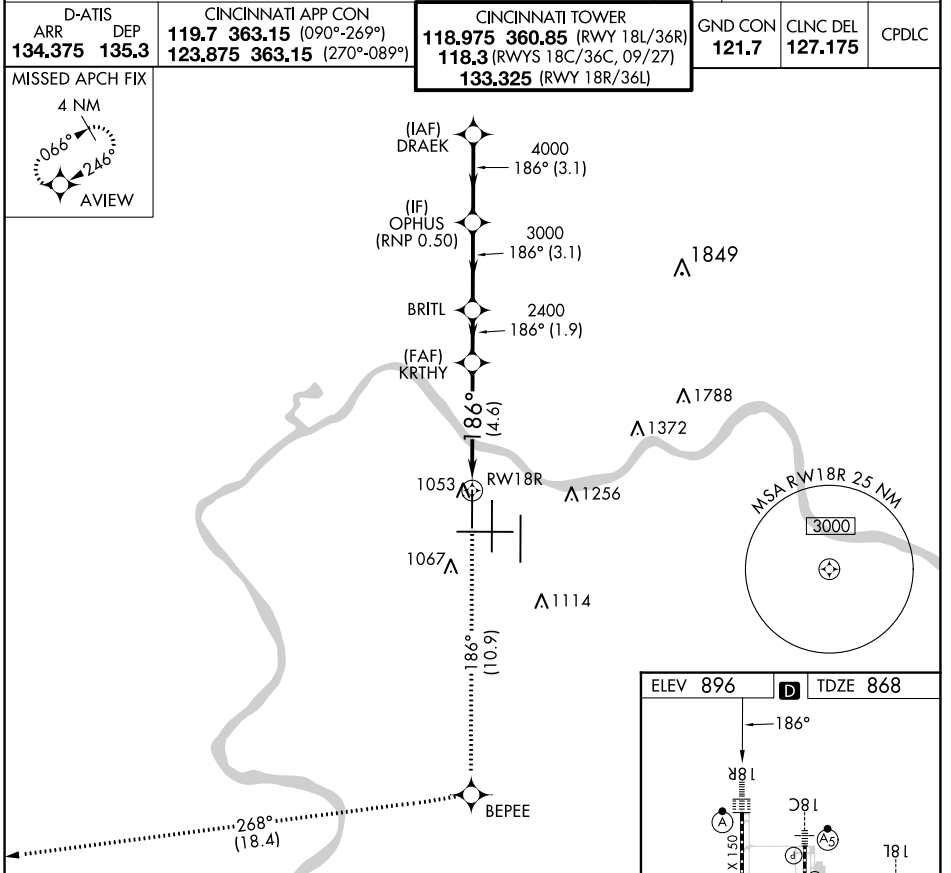 D-ATIS
ARR DEP
134.375 135.3
CINCINNATI APP CON
119.7 363.15 (090°-269°)
123.875 363.15 (270°-089°)
CINCINNATI TOWER
118.975 360.85 (RWY 18L/36R)
118.3 (RWYS 18C/36C, 09/27)
133.325 (RWY 18R/36L)
GND CON
121.7
CLNC DEL
127.175
CPDLC
MISSED APCH FIX
4 NM
066°
246°
AVIEW
(IAF)
DRAEK
4000
186° (3.1)
(IF)
OPHUS
(RNP 0.50)
3000
186° (3.1)
1849
BRITL
2400
186° (1.9)
(FAF)
KRTHY
186°
(4.6)
1788
1372
RW18R
1053
1256
MSA RW18R 25 NM
3000
1067
1114
186°
(10.9)
BEPEE
268°
(18.4)
ELEV 896
D
TDZE 868
186°
18R
18C
18L
A
A5
P
X 150